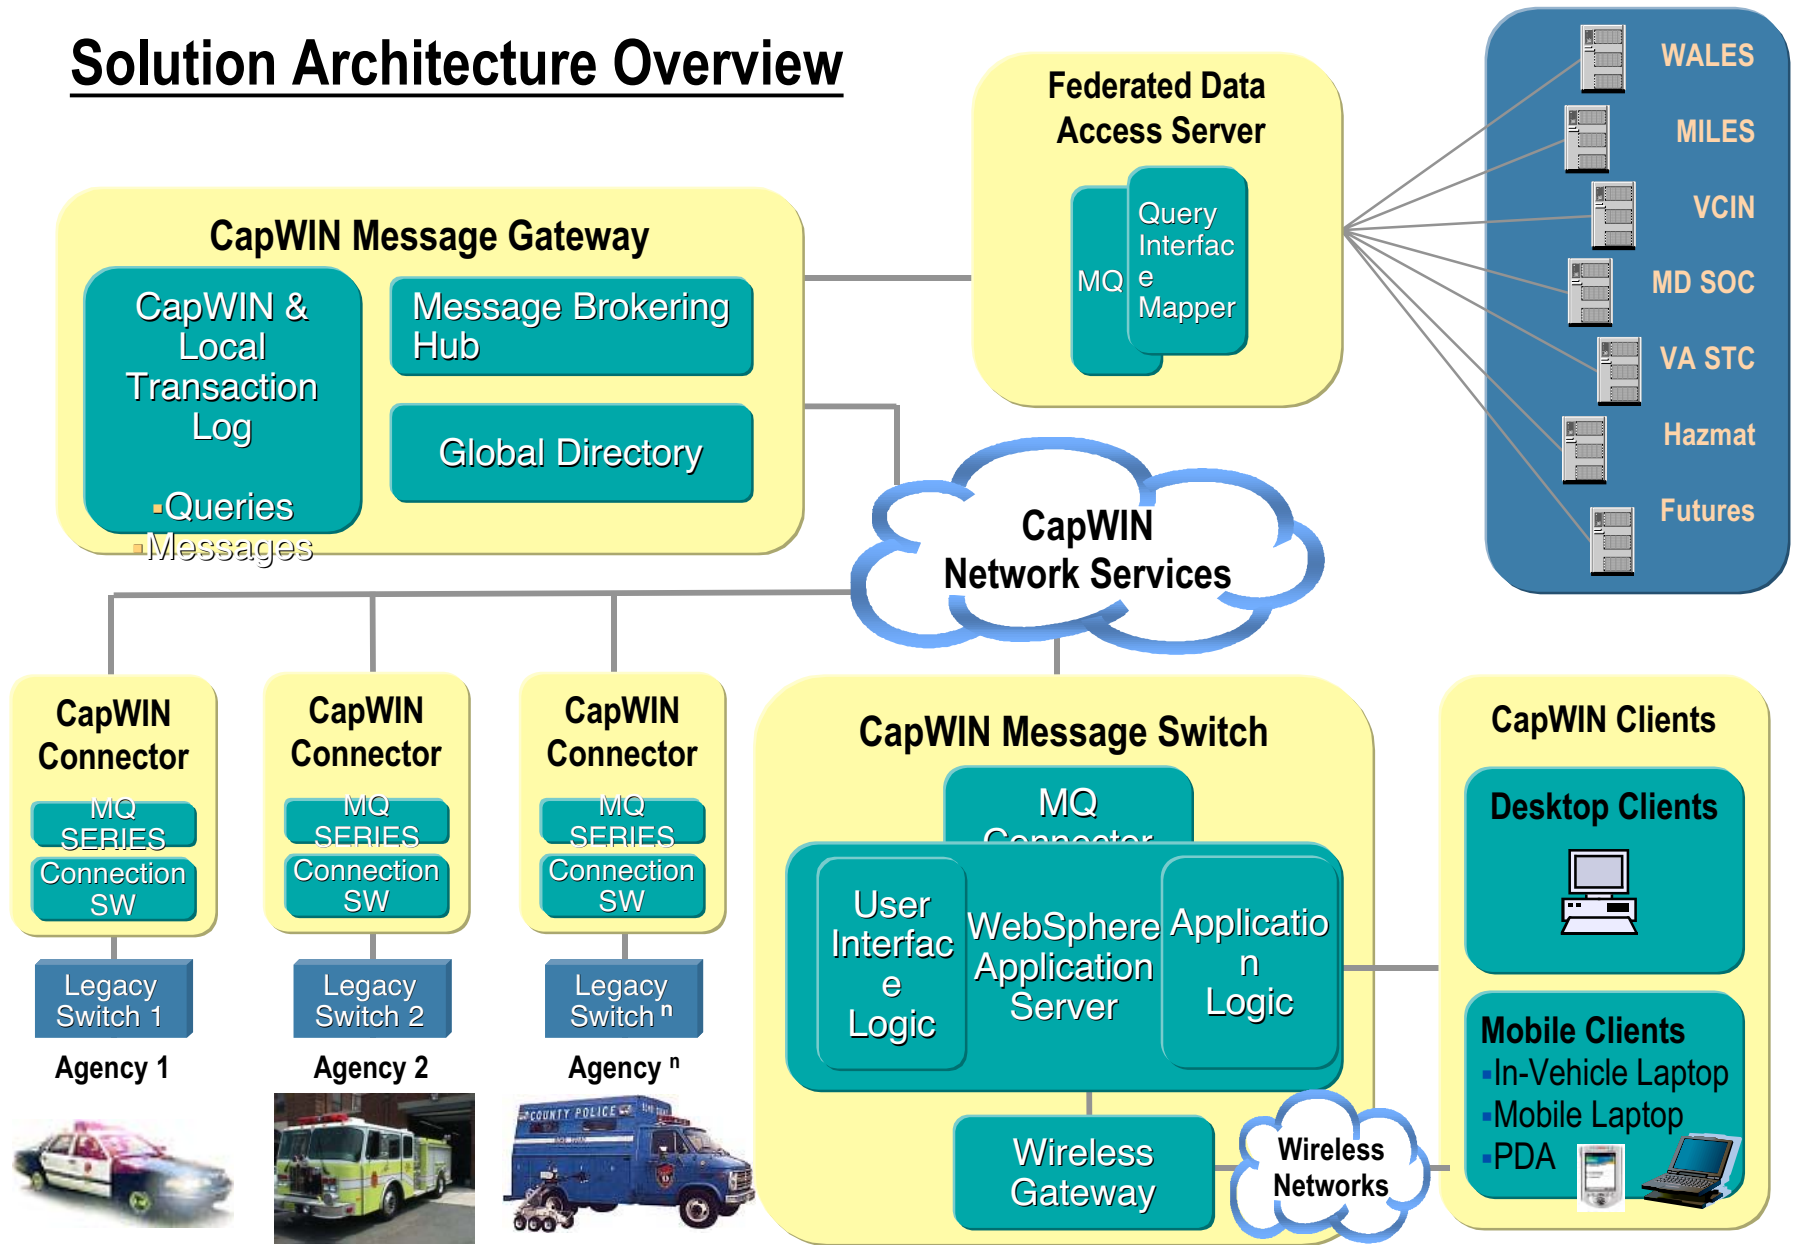 Solution Architecture Overview
Federated Data
Access Server
MQ
Query
Interfac
e
Mapper
WALES
MILES
VCIN
MD SOC
VA STC
Hazmat
Futures
CapWIN Message Gateway
CapWIN &
Local
Transaction
Log
▪Queries
▪Messages
Message Brokering
Hub
Global Directory
CapWIN
Network Services
CapWIN
Connector
MQ
SERIES
Connection
SW
Legacy
Switch 1
Agency 1
CapWIN
Connector
MQ
SERIES
Connection
SW
Legacy
Switch 2
Agency 2
CapWIN
Connector
MQ
SERIES
Connection
SW
Legacy
Switch n
Agency n
COUNTY POLICE
CapWIN Message Switch
MQ
Connector
User
Interfac
e
Logic
WebSphere
Application
Server
Applicatio
n
Logic
Wireless
Gateway
Wireless
Networks
CapWIN Clients
Desktop Clients
Mobile Clients
▪In-Vehicle Laptop
▪Mobile Laptop
▪PDA